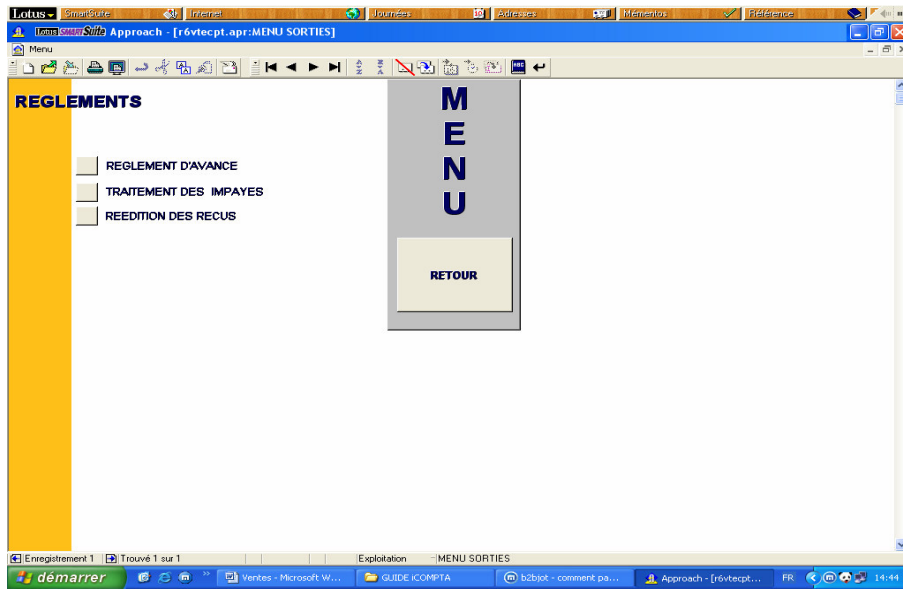 Lotus SmartSuite Internet Journées Adresses Mémentos Référence
Lotus SMARTSuite Approach - [r6vtecpt.apr:MENU SORTIES]
Menu
REGLEMENTS
M
E
N
U
REGLEMENT D'AVANCE
TRAITEMENT DES IMPAYES
REEDITION DES RECUS
RETOUR
Enregistrement 1 Trouvé 1 sur 1 Exploitation MENU SORTIES
démarrer Ventes - Microsoft W... GUIDE iCOMPTA b2bjot - comment pa... Approach - [r6vtecpt... FR 14:44